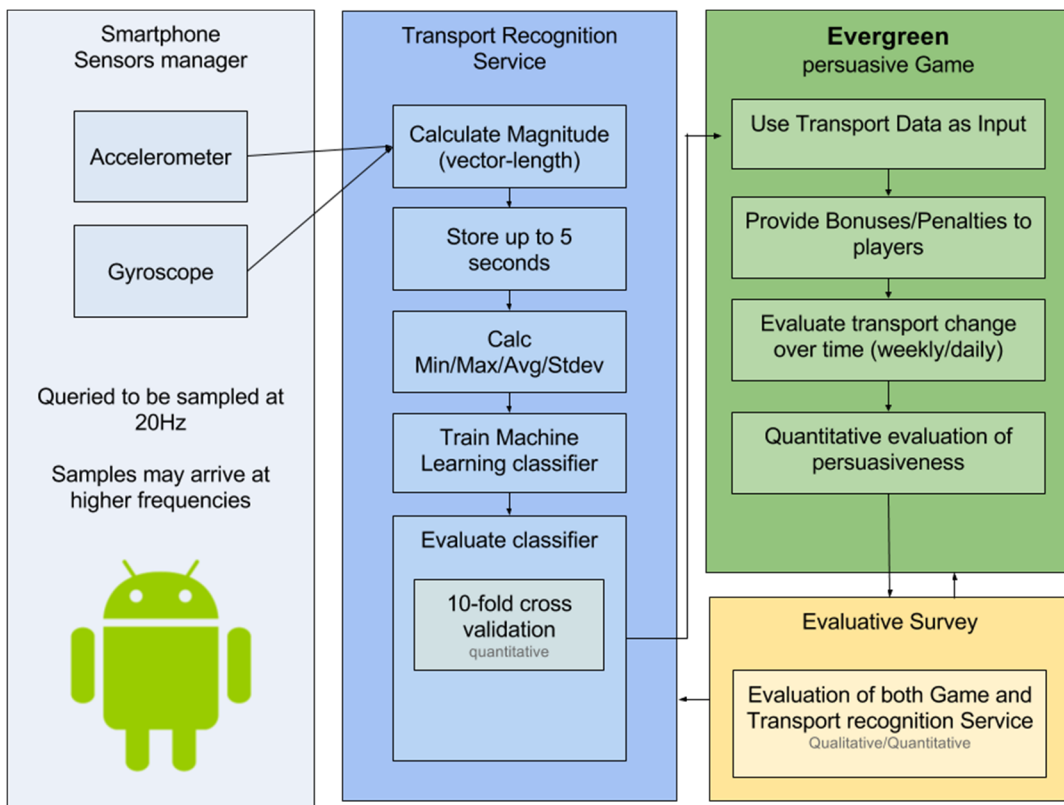 Smartphone
Sensors manager
Accelerometer
Gyroscope
Queried to be sampled at
20Hz
Samples may arrive at
higher frequencies
Transport Recognition
Service
Calculate Magnitude
(vector-length)
Store up to 5
seconds
Calc
Min/Max/Avg/Stdev
Train Machine
Learning classifier
Evaluate classifier
10-fold cross
validation
quantitative
Evergreen
persuasive Game
Use Transport Data as Input
Provide Bonuses/Penalties to
players
Evaluate transport change
over time (weekly/daily)
Quantitative evaluation of
persuasiveness
Evaluative Survey
Evaluation of both Game and
Transport recognition Service
Qualitative/Quantitative